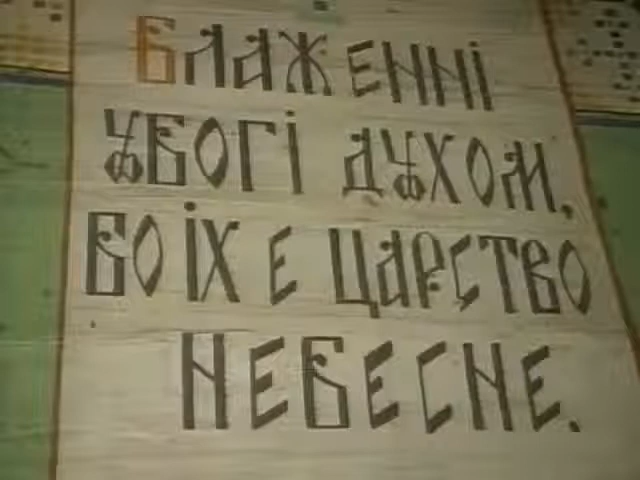 Блаженні
убогі духом,
бо їх є царство
небесне.